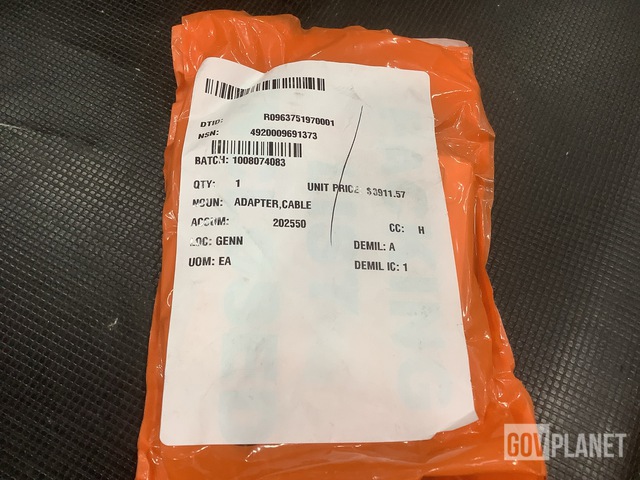 DTID: R0963751970001
NSN: 4920009691373
BATCH: 1008074083
QTY: 1 UNIT PRICE $3911.57
NOUN: ADAPTER,CABLE
ACCUM: 202550 CC: H
LOC: GENN DEMIL: A
UOM: EA DEMIL IC: 1
GOVPLANET